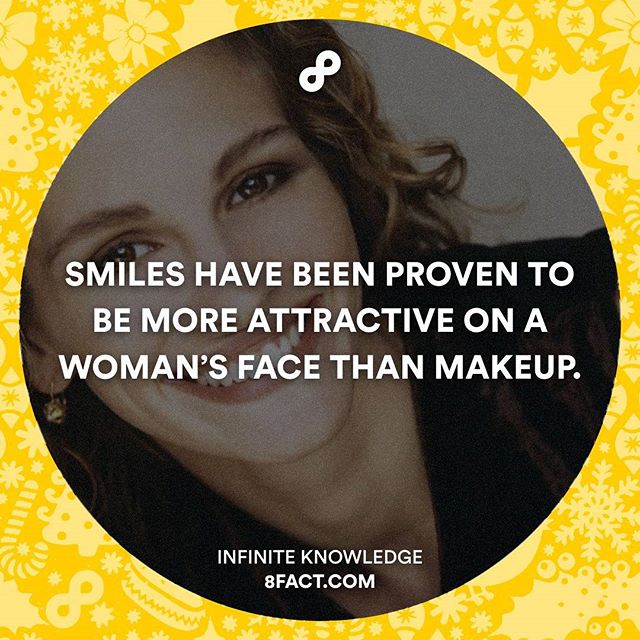 SMILES HAVE BEEN PROVEN TO
BE MORE ATTRACTIVE ON A
WOMAN’S FACE THAN MAKEUP.
INFINITE KNOWLEDGE
8FACT.COM